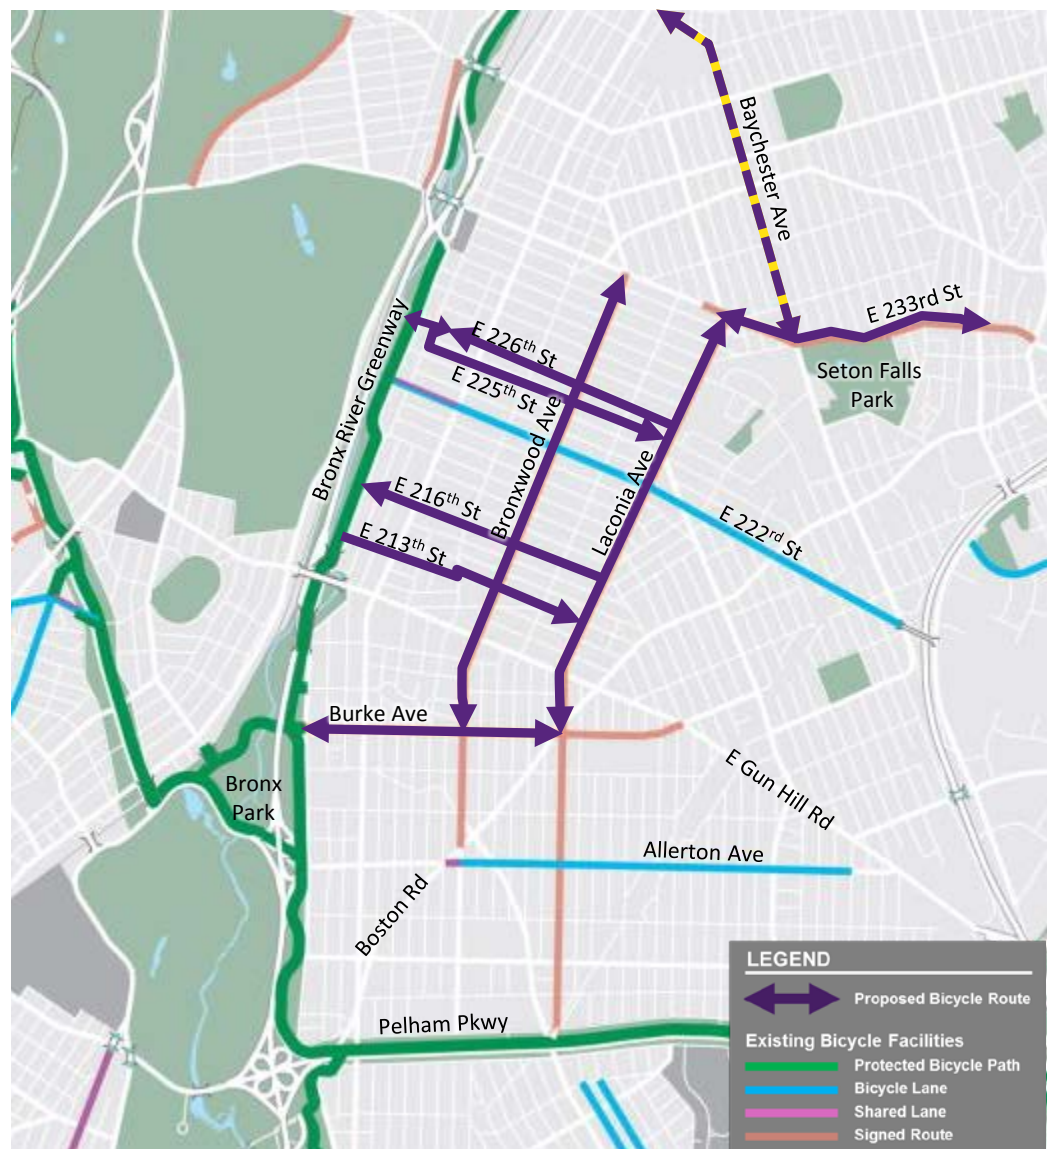 Baychester Ave
E 233rd St
Seton Falls
Park
Bronx River Greenway
E 226th St
E 225th St
Bronxwood Ave
Laconia Ave
E 222rd St
E 216th St
E 213th St
Burke Ave
Bronx
Park
E Gun Hill Rd
Allerton Ave
Boston Rd
Pelham Pkwy
LEGEND
Proposed Bicycle Route
Existing Bicycle Facilities
Protected Bicycle Path
Bicycle Lane
Shared Lane
Signed Route